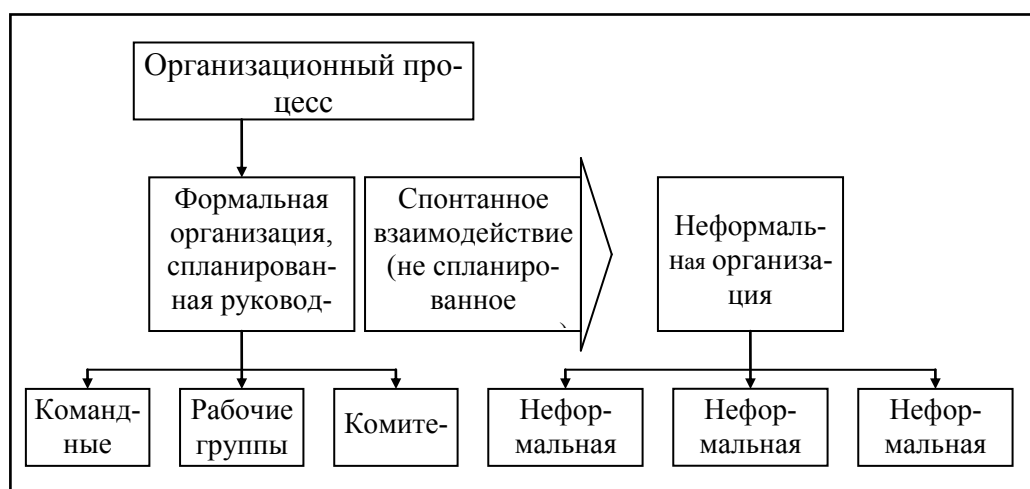 Организационный про-
цесс
Формальная
организация,
спланирован-
ная руковод-
Спонтанное
взаимодействие
(не спланиро-
ванное
Неформаль-
ная организа-
ция
Команд-
ные
Рабочие
группы
Комите-
Нефор-
мальная
Нефор-
мальная
Нефор-
мальная